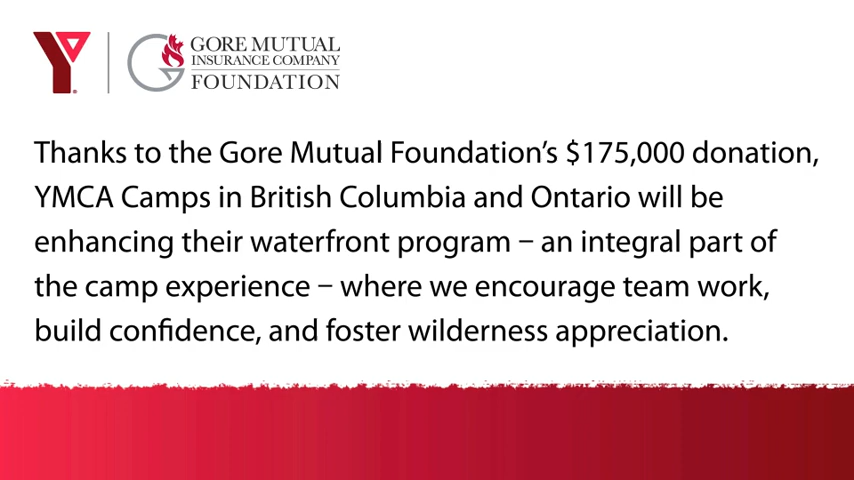 GORE MUTUAL
INSURANCE COMPANY
FOUNDATION
Thanks to the Gore Mutual Foundation’s $175,000 donation,
YMCA Camps in British Columbia and Ontario will be
enhancing their waterfront program – an integral part of
the camp experience – where we encourage team work,
build confidence, and foster wilderness appreciation.